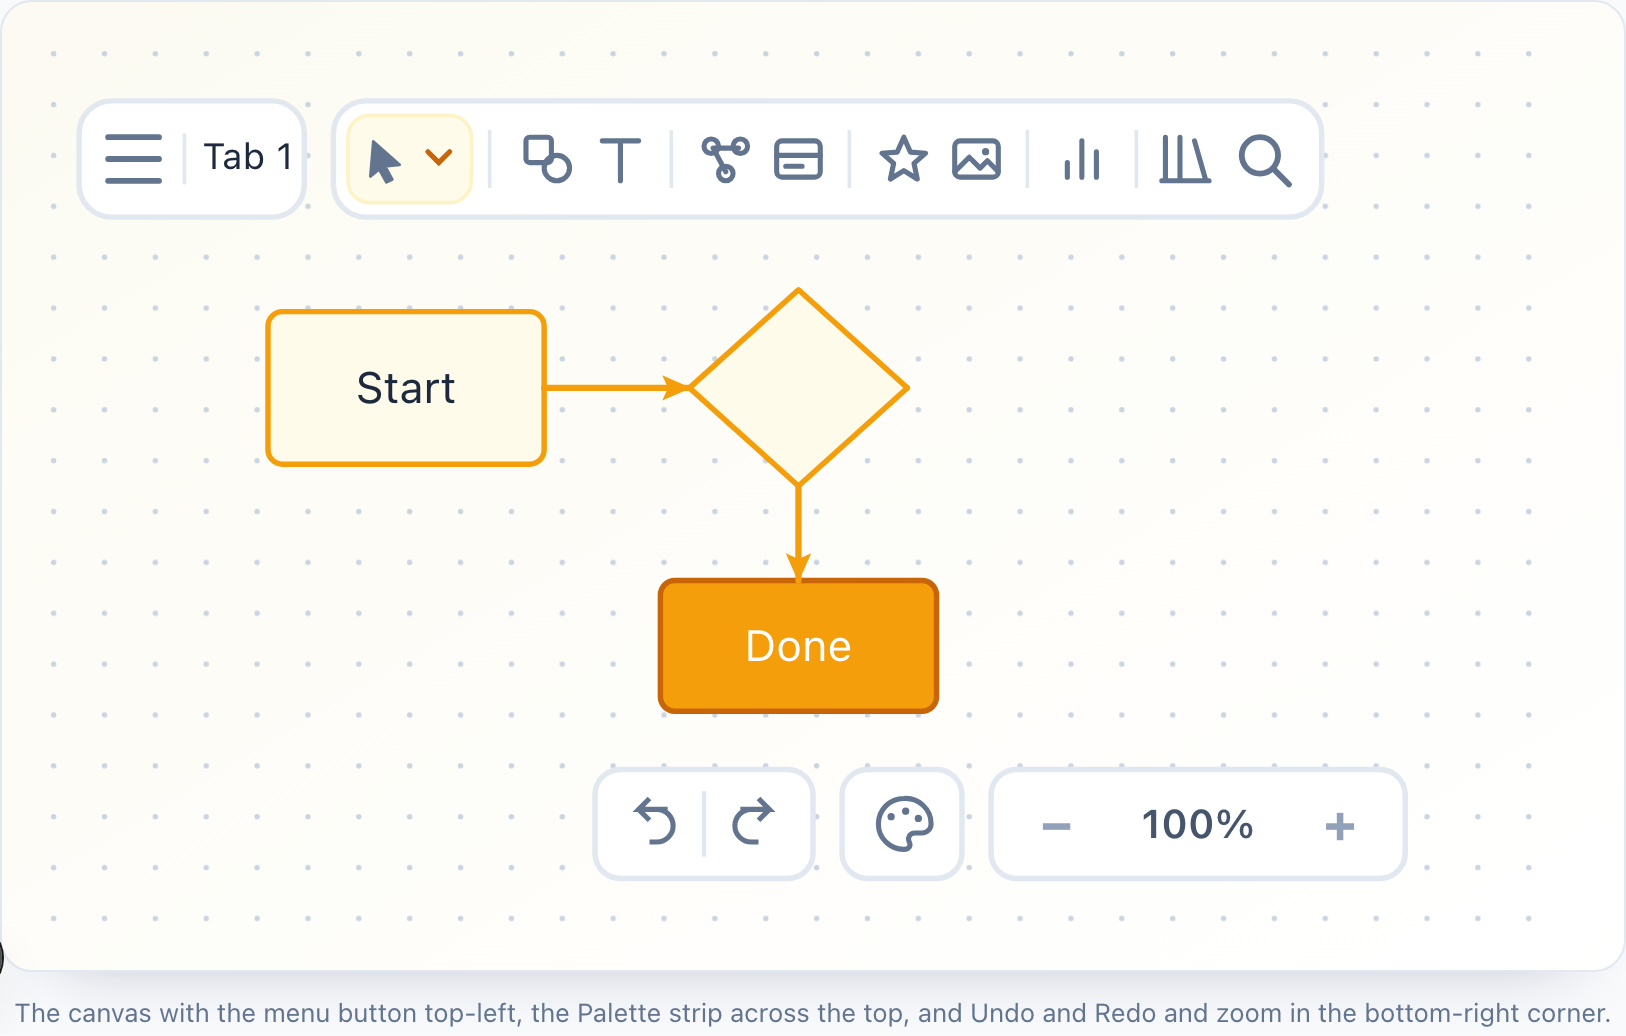 Tab 1
Start
Done
100%
The canvas with the menu button top-left, the Palette strip across the top, and Undo and Redo and zoom in the bottom-right corner.